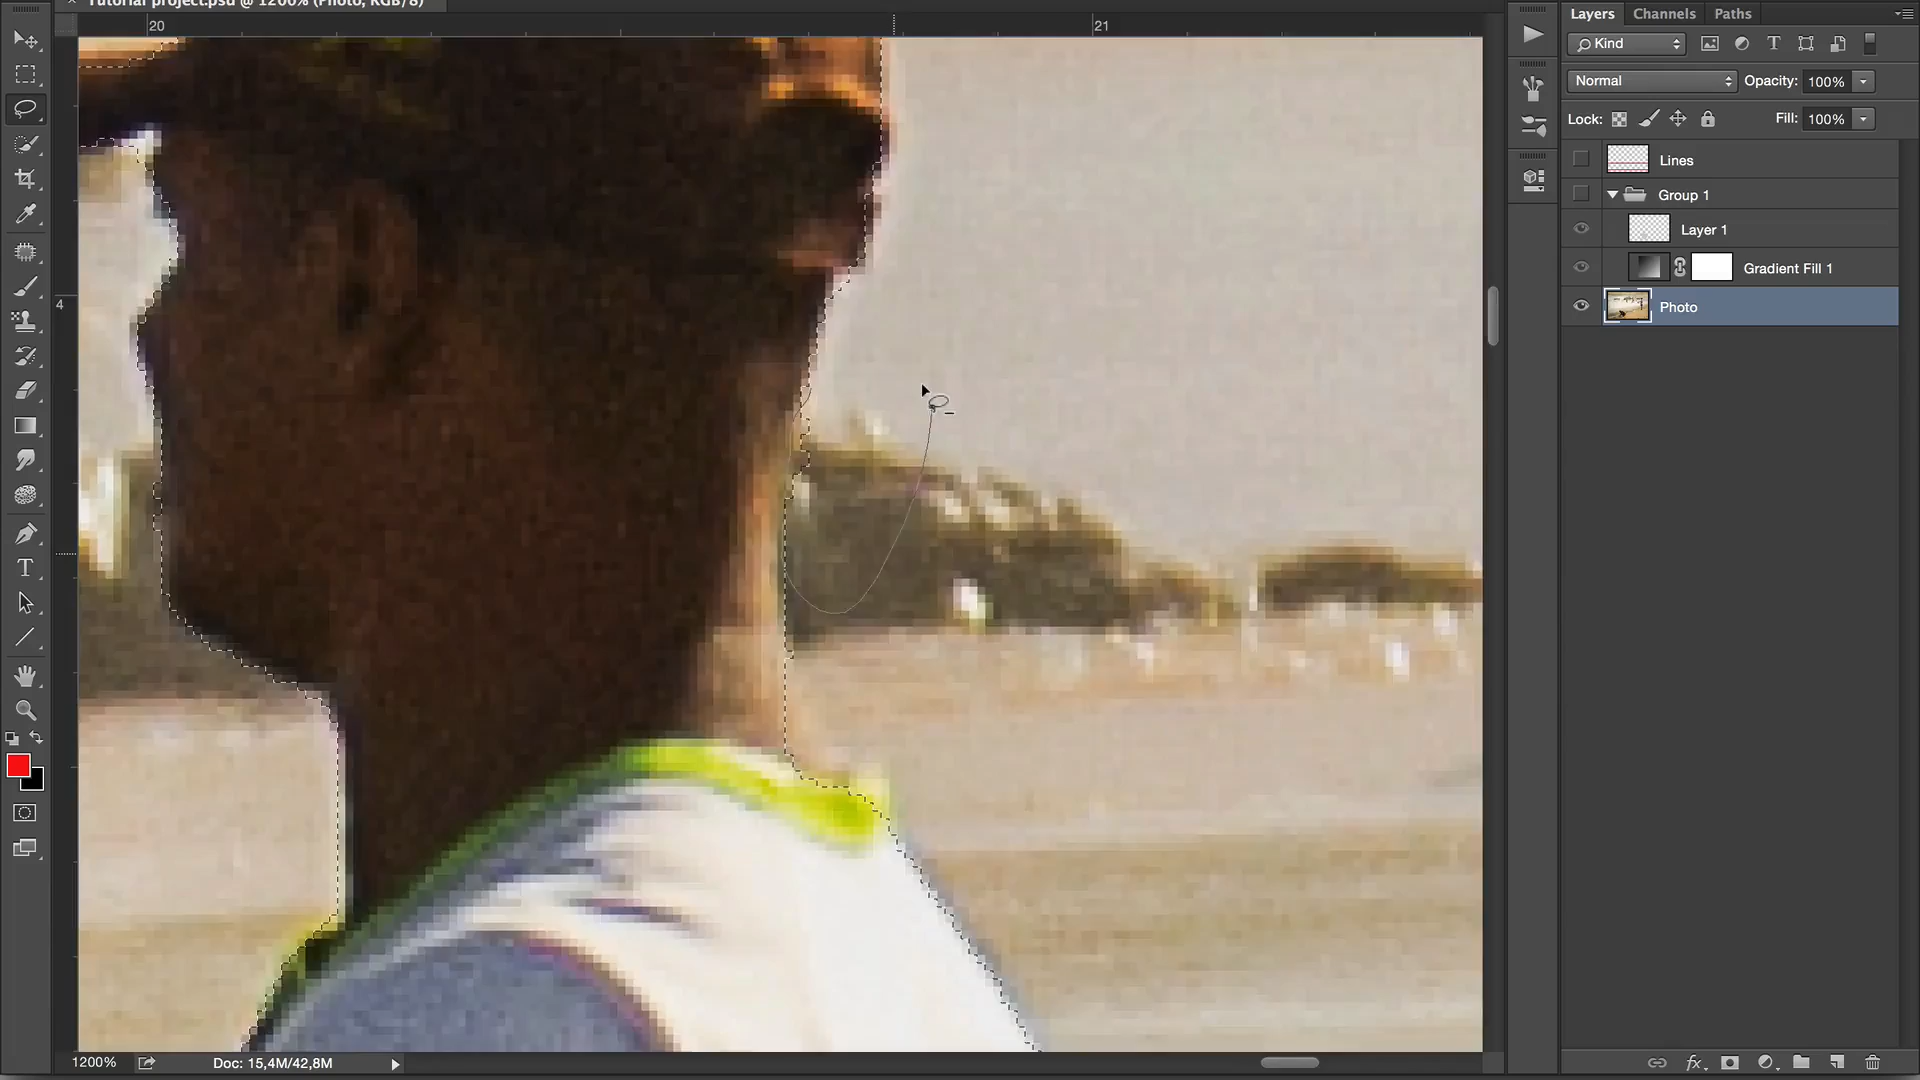 Tutorial project.psd @ 1200% (Photo, RGB/8)
20
21
4
T
1200%
Doc: 15,4M/42,8M
Layers
Channels
Paths
Kind
T
Normal
Opacity: 100%
Lock:
Fill: 100%
Lines
Group 1
Layer 1
Gradient Fill 1
Photo
fx